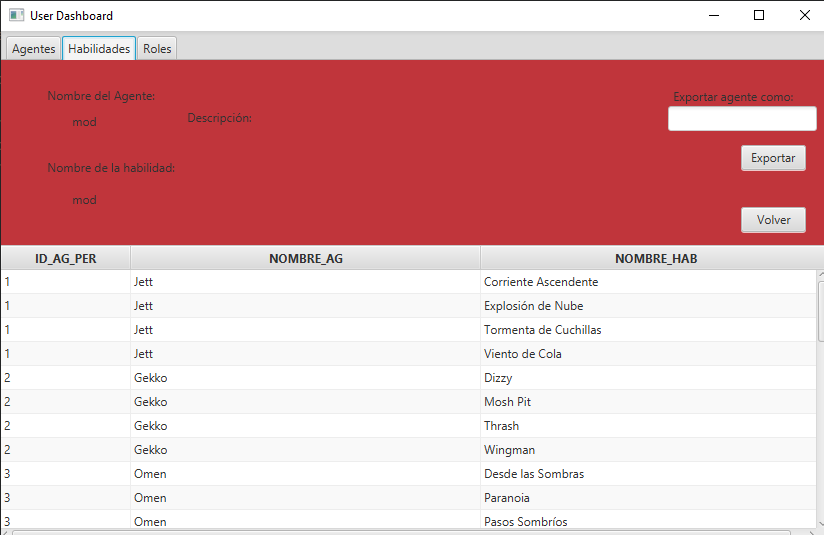 User Dashboard
Agentes Habilidades Roles
Nombre del Agente:
mod
Descripción:
Nombre de la habilidad:
mod
Exportar agente como:
Exportar
Volver
ID_AG_PER NOMBRE_AG NOMBRE_HAB
1 Jett Corriente Ascendente
1 Jett Explosión de Nube
1 Jett Tormenta de Cuchillas
1 Jett Viento de Cola
2 Gekko Dizzy
2 Gekko Mosh Pit
2 Gekko Thrash
2 Gekko Wingman
3 Omen Desde las Sombras
3 Omen Paranoia
3 Omen Pasos Sombríos